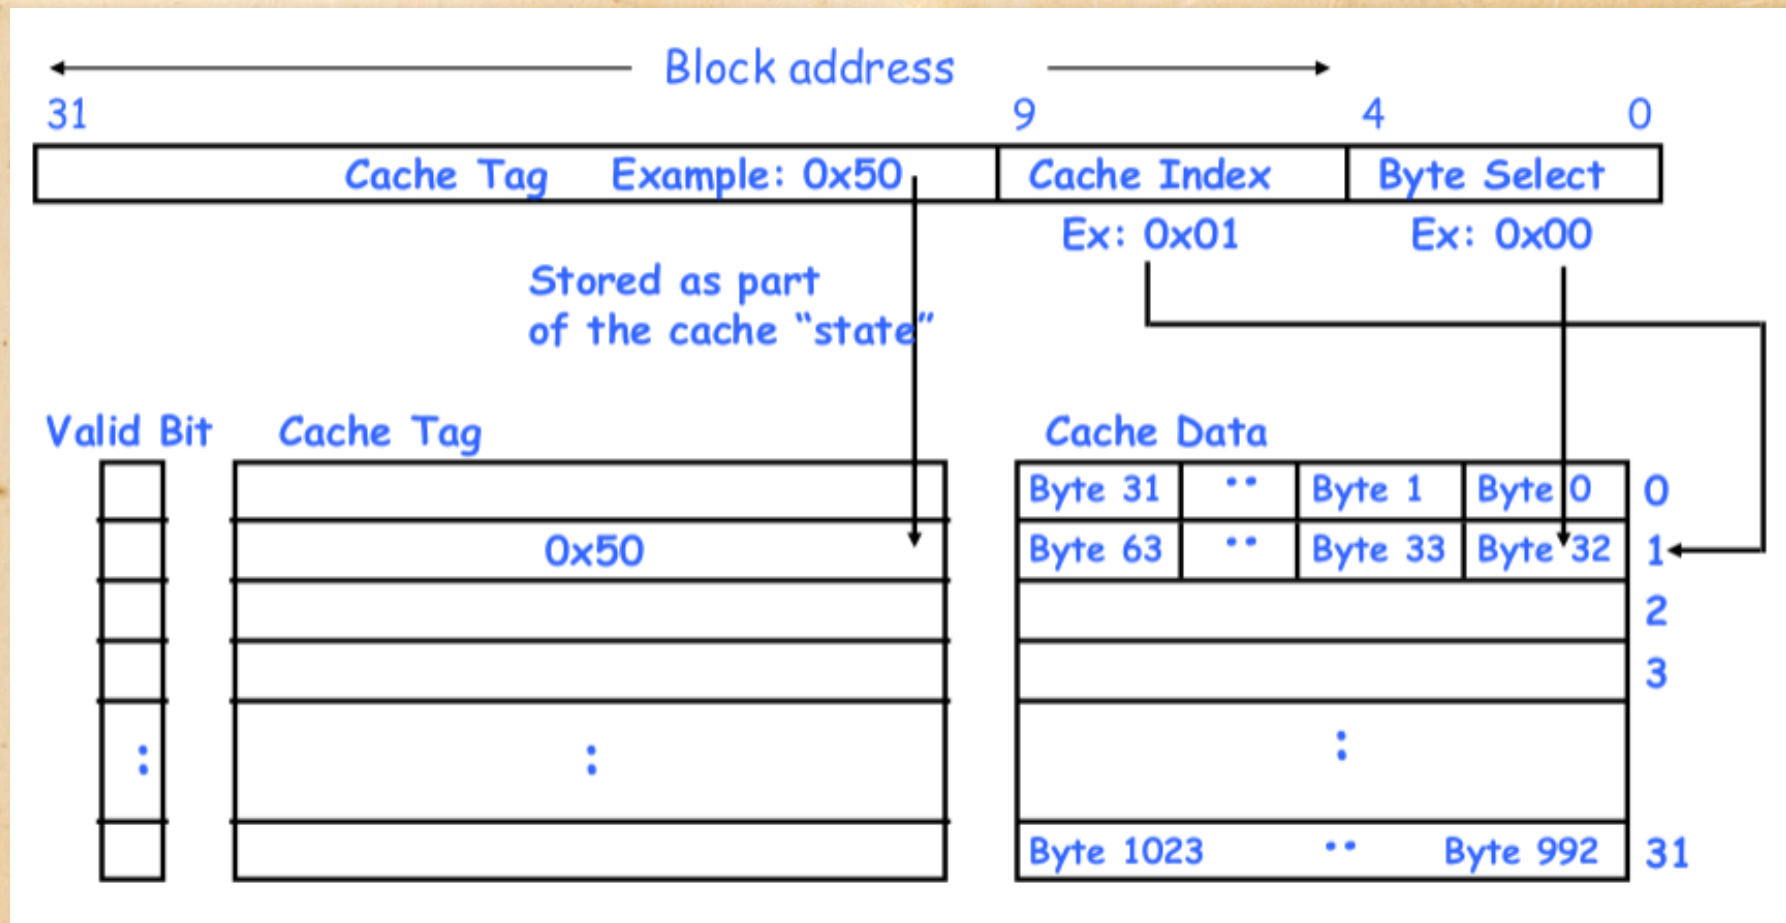 Block address
31 9 4 0
Cache Tag Example: 0x50 Cache Index Byte Select
Ex: 0x01 Ex: 0x00
Stored as part
of the cache “state”
Valid Bit Cache Tag Cache Data
Byte 31 .. Byte 1 Byte 0 0
0x50 Byte 63 .. Byte 33 Byte 32 1
2
3
: : :
Byte 1023 .. Byte 992 31